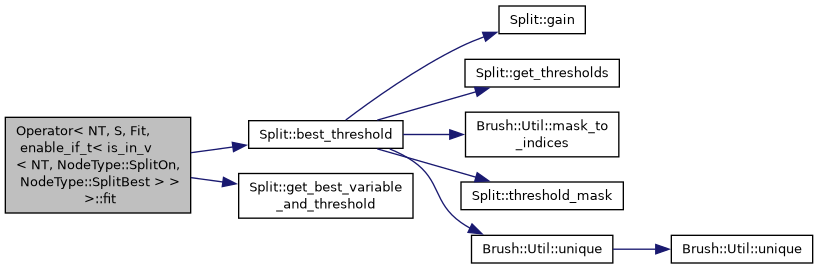 Operator< NT, S, Fit,
enable_if_t< is_in_v
< NT, NodeType::SplitOn,
NodeType::SplitBest > >
>::fit
Split::best_threshold
Split::get_best_variable
_and_threshold
Split::gain
Split::get_thresholds
Brush::Util::mask_to
_indices
Split::threshold_mask
Brush::Util::unique
Brush::Util::unique